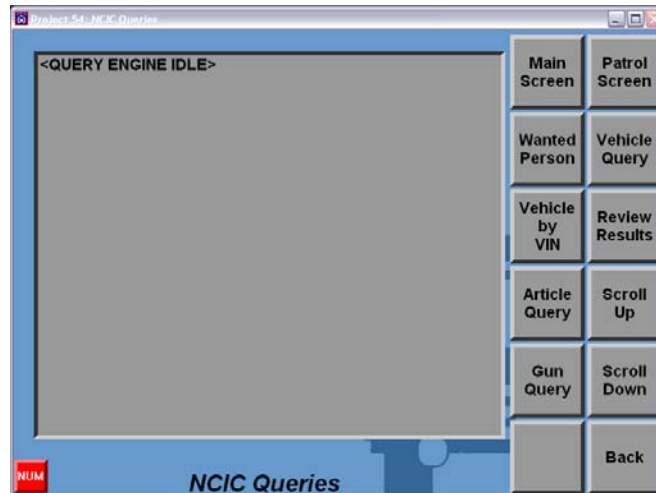 Project 54: NCIC Queries
<QUERY ENGINE IDLE>
Main
Screen
Patrol
Screen
Wanted
Person
Vehicle
Query
Vehicle
by
VIN
Review
Results
Article
Query
Scroll
Up
Gun
Query
Scroll
Down
Back
NUM
NCIC Queries